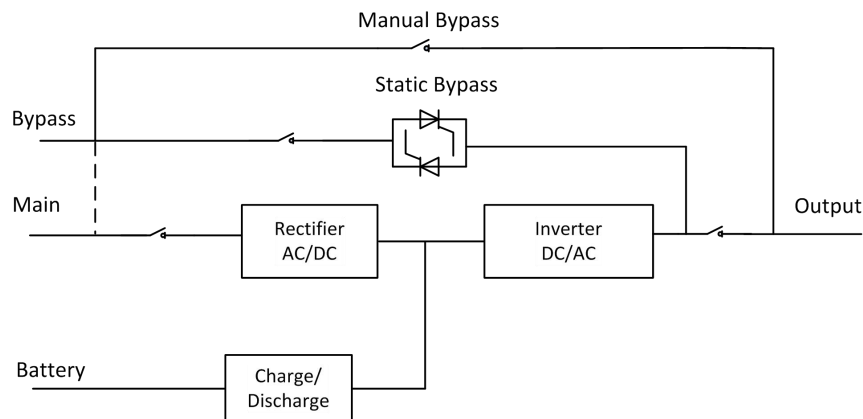 Manual Bypass
Static Bypass
Bypass
Main
Rectifier
AC/DC
Inverter
DC/AC
Output
Battery
Charge/
Discharge